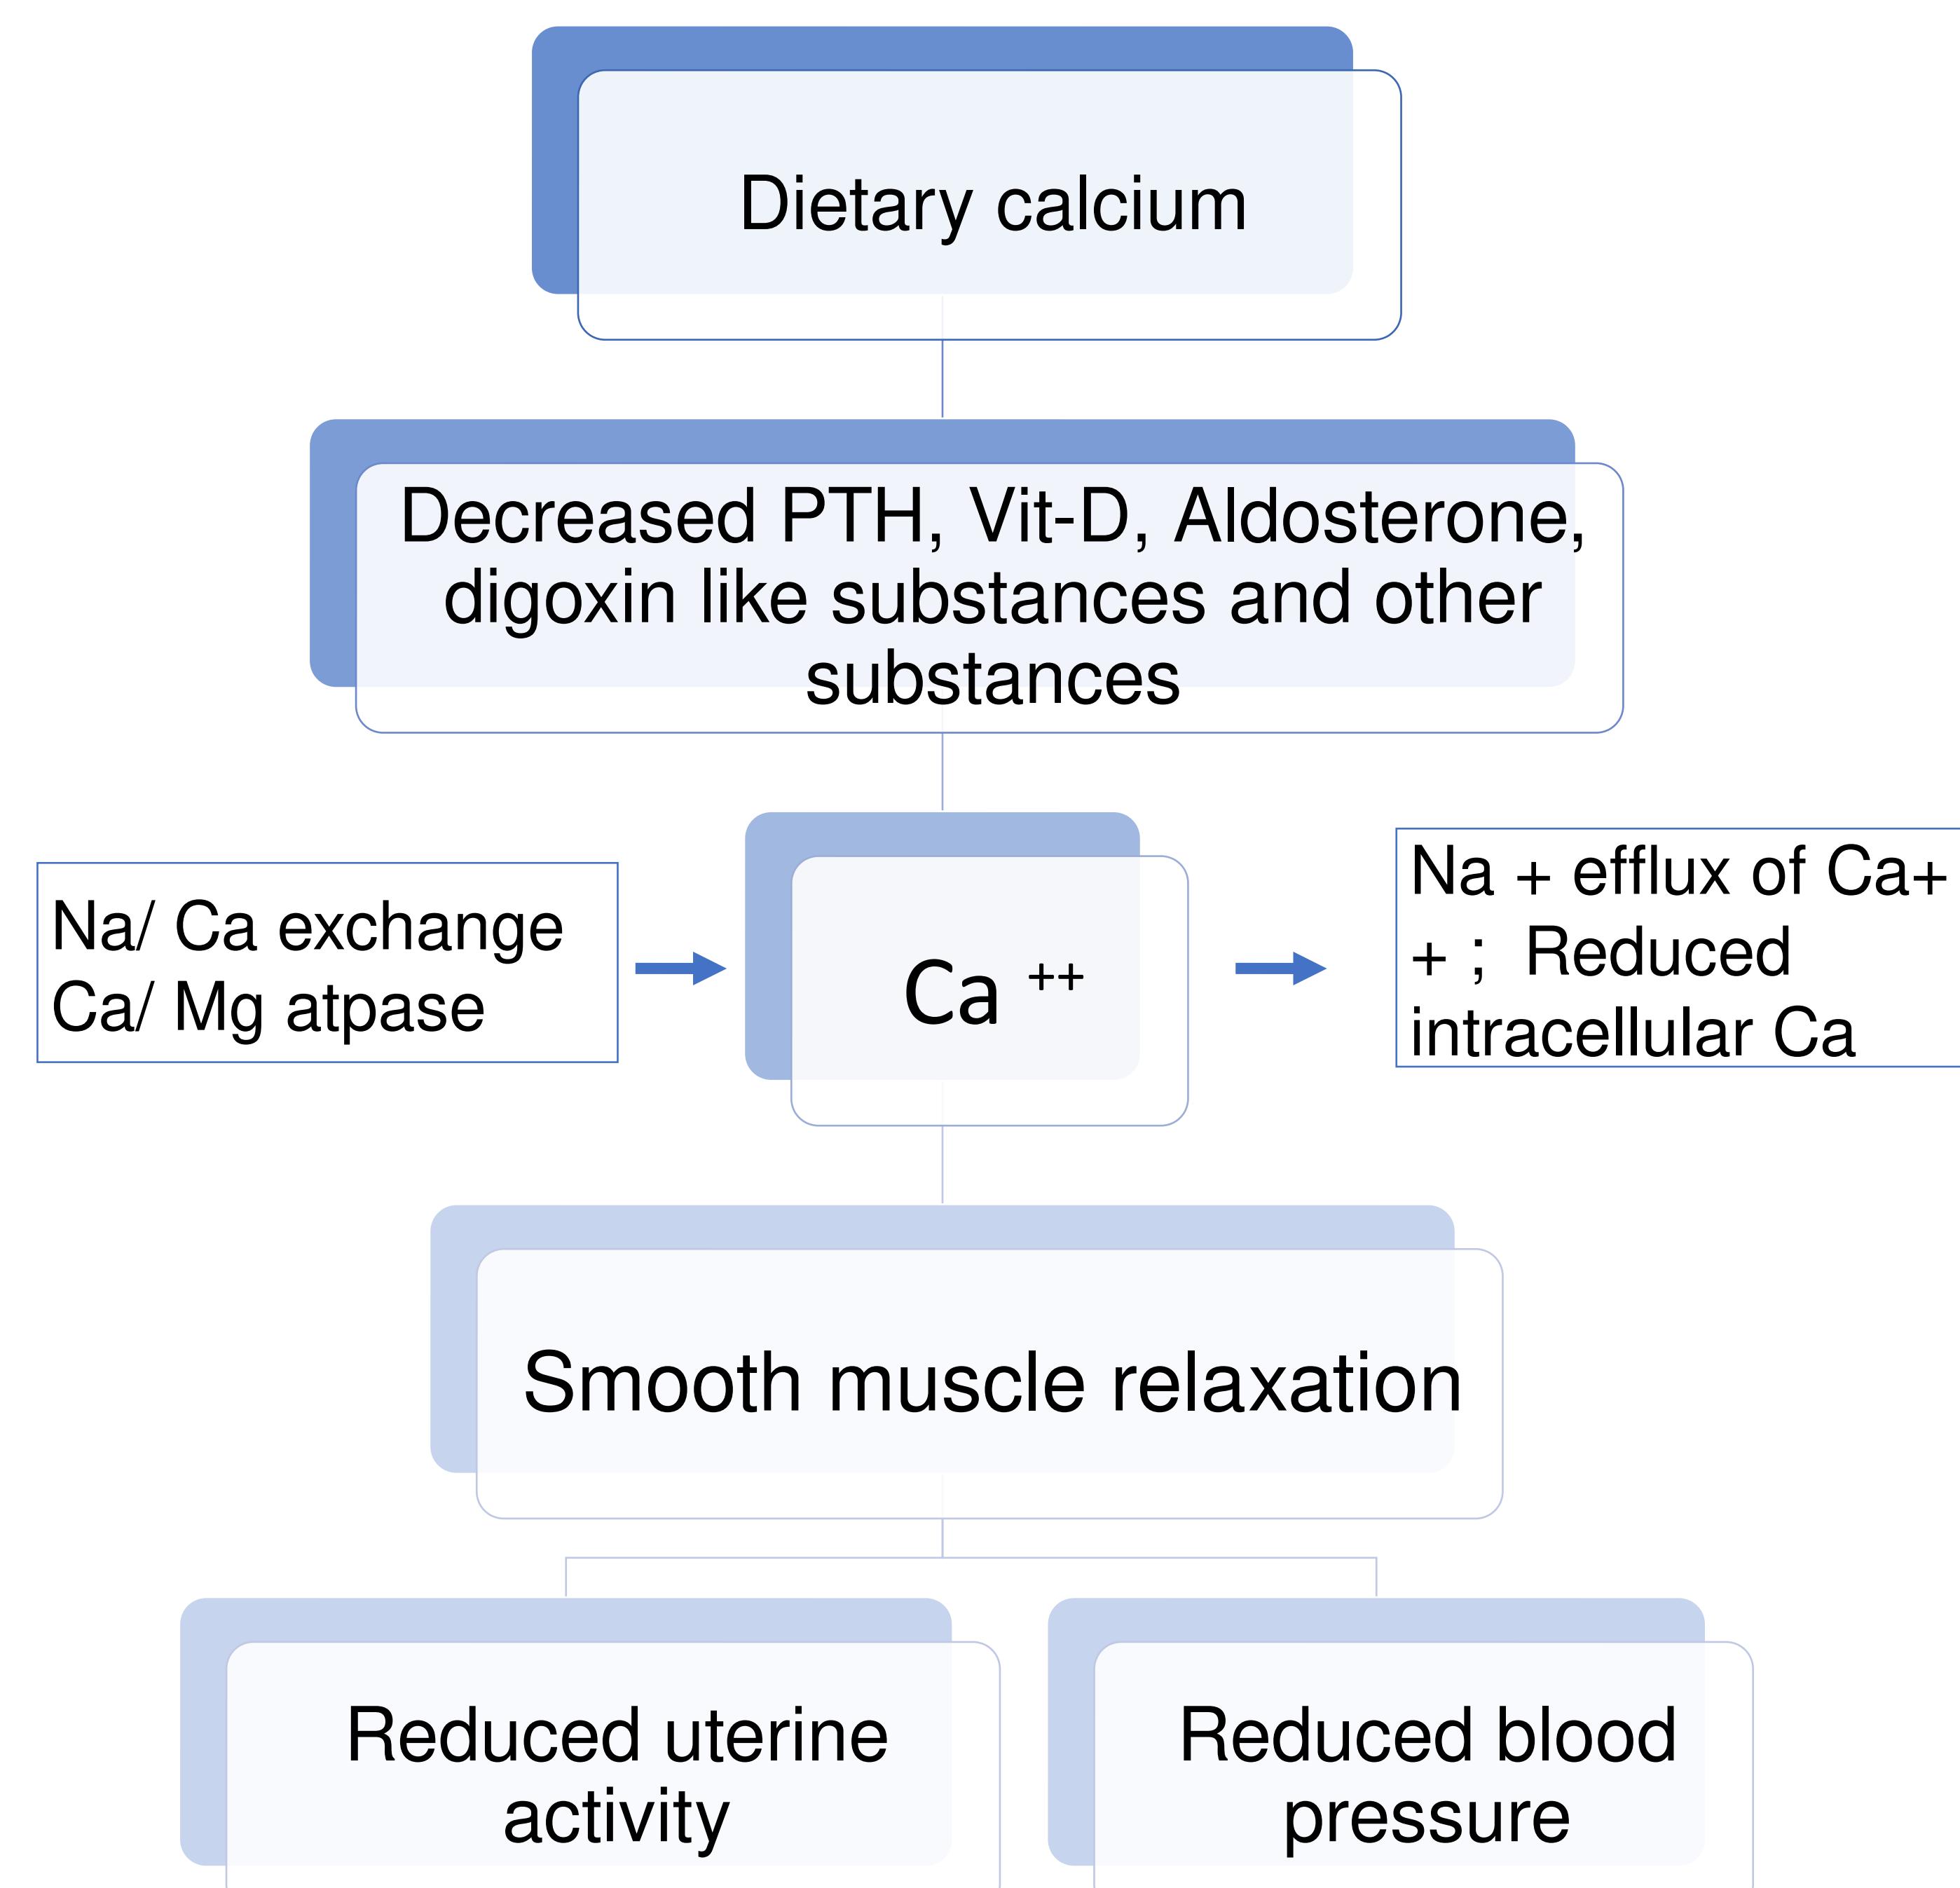 Dietary calcium
Decreased PTH, Vit-D, Aldosterone,
digoxin like substances and other
substances
Na/ Ca exchange
Ca/ Mg atpase
Ca ++
Na + efflux of Ca+
+ ; Reduced
intracellular Ca
Smooth muscle relaxation
Reduced uterine
activity
Reduced blood
pressure